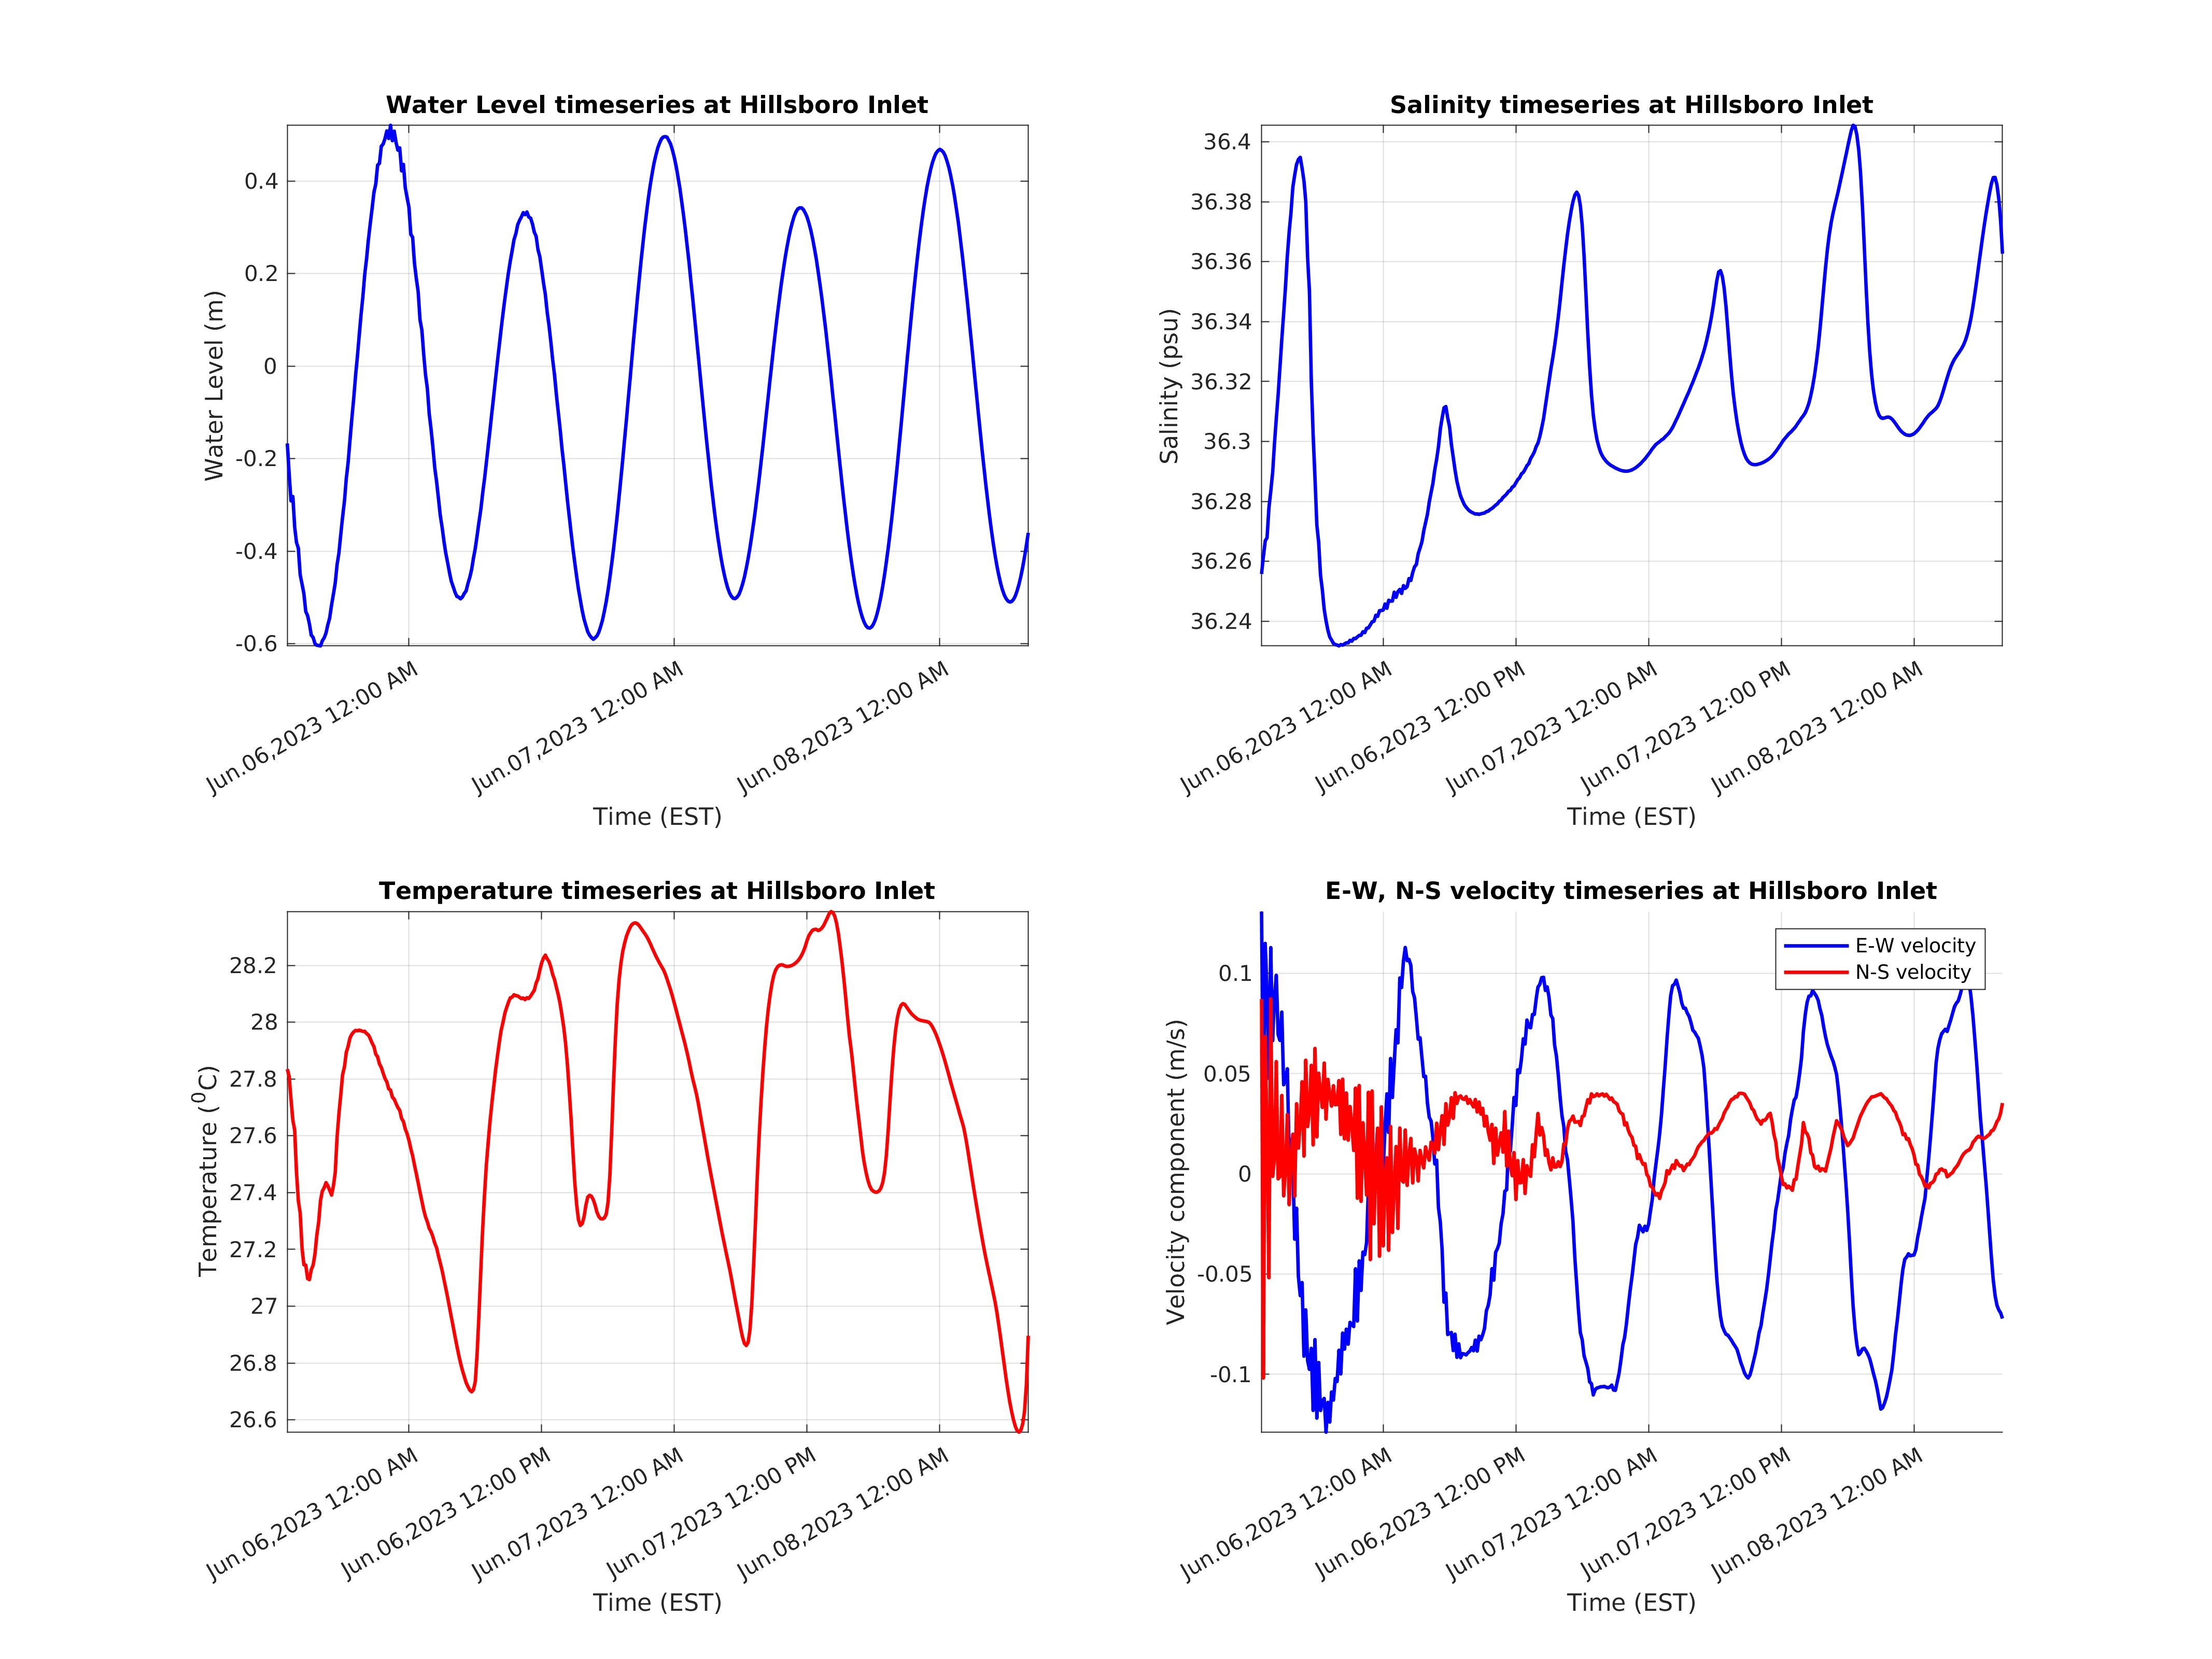 Water Level timeseries at Hillsboro Inlet
Water Level (m)
0.4
0.2
0
-0.2
-0.4
-0.6
Jun.06,2023 12:00 AM
Jun.07,2023 12:00 AM
Jun.08,2023 12:00 AM
Time (EST)
Salinity timeseries at Hillsboro Inlet
Salinity (psu)
36.4
36.38
36.36
36.34
36.32
36.3
36.28
36.26
36.24
Jun.06,2023 12:00 AM
Jun.06,2023 12:00 PM
Jun.07,2023 12:00 AM
Jun.07,2023 12:00 PM
Jun.08,2023 12:00 AM
Time (EST)
Temperature timeseries at Hillsboro Inlet
Temperature (⁰C)
28.2
28
27.8
27.6
27.4
27.2
27
26.8
26.6
Jun.06,2023 12:00 AM
Jun.06,2023 12:00 PM
Jun.07,2023 12:00 AM
Jun.07,2023 12:00 PM
Jun.08,2023 12:00 AM
Time (EST)
E-W, N-S velocity timeseries at Hillsboro Inlet
Velocity component (m/s)
E-W velocity
N-S velocity
0.1
0.05
0
-0.05
-0.1
Jun.06,2023 12:00 AM
Jun.06,2023 12:00 PM
Jun.07,2023 12:00 AM
Jun.07,2023 12:00 PM
Jun.08,2023 12:00 AM
Time (EST)